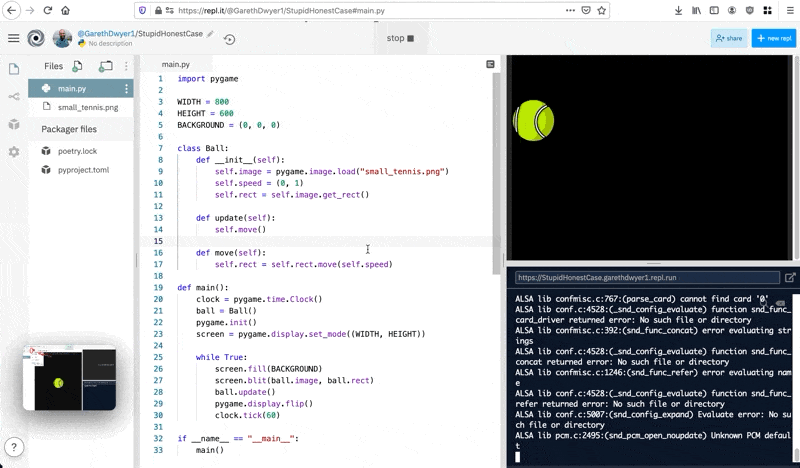 https://repl.it/@GarethDwyer1/StupidHonestCase#main.py
@GarethDwyer1/StupidHonestCase
No description
stop
share
+ new repl
Files
main.py
small_tennis.png
Packager files
poetry.lock
pyproject.toml
?
main.py
1 import pygame
2
3 WIDTH = 800
4 HEIGHT = 600
5 BACKGROUND = (0, 0, 0)
6
7 class Ball:
8 def __init__(self):
9 self.image = pygame.image.load("small_tennis.png")
10 self.speed = (0, 1)
11 self.rect = self.image.get_rect()
12
13 def update(self):
14 self.move()
15
16 def move(self):
17 self.rect = self.rect.move(self.speed)
18
19 def main():
20 clock = pygame.time.Clock()
21 ball = Ball()
22 pygame.init()
23 screen = pygame.display.set_mode((WIDTH, HEIGHT))
24
25 while True:
26 screen.fill(BACKGROUND)
27 screen.blit(ball.image, ball.rect)
28 ball.update()
29 pygame.display.flip()
30 clock.tick(60)
31
32 if __name__ == "__main__":
33 main()
https://StupidHonestCase.garethdwyer1.repl.run
ALSA lib confmisc.c:767:(parse_card) cannot find card '0'
ALSA lib conf.c:4528:(_snd_config_evaluate) function snd_func_
card_driver returned error: No such file or directory
ALSA lib confmisc.c:392:(snd_func_concat) error evaluating str
ings
ALSA lib conf.c:4528:(_snd_config_evaluate) function snd_func_
concat returned error: No such file or directory
ALSA lib confmisc.c:1246:(snd_func_refer) error evaluating nam
e
ALSA lib conf.c:4528:(_snd_config_evaluate) function snd_func_
refer returned error: No such file or directory
ALSA lib conf.c:5007:(snd_config_expand) Evaluate error: No su
ch file or directory
ALSA lib pcm.c:2495:(snd_pcm_open_noupdate) Unknown PCM defaul
t